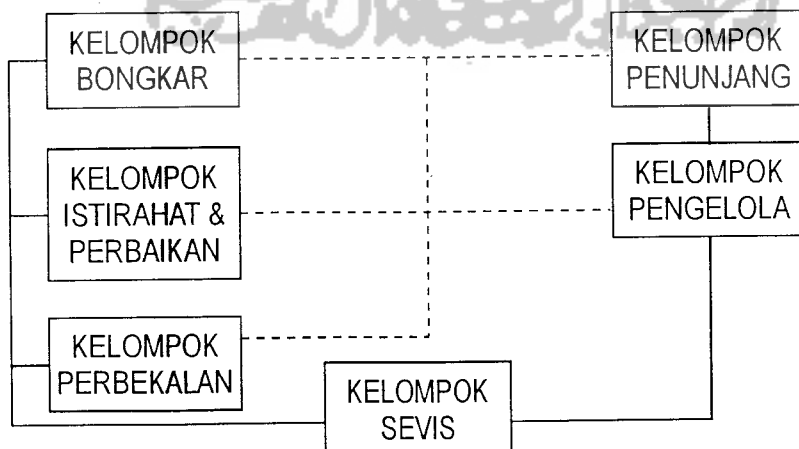 KELOMPOK
BONGKAR
KELOMPOK
PENUNJANG
KELOMPOK
ISTIRAHAT &
PERBAIKAN
KELOMPOK
PENGELOLA
KELOMPOK
PERBEKALAN
KELOMPOK
SEVIS